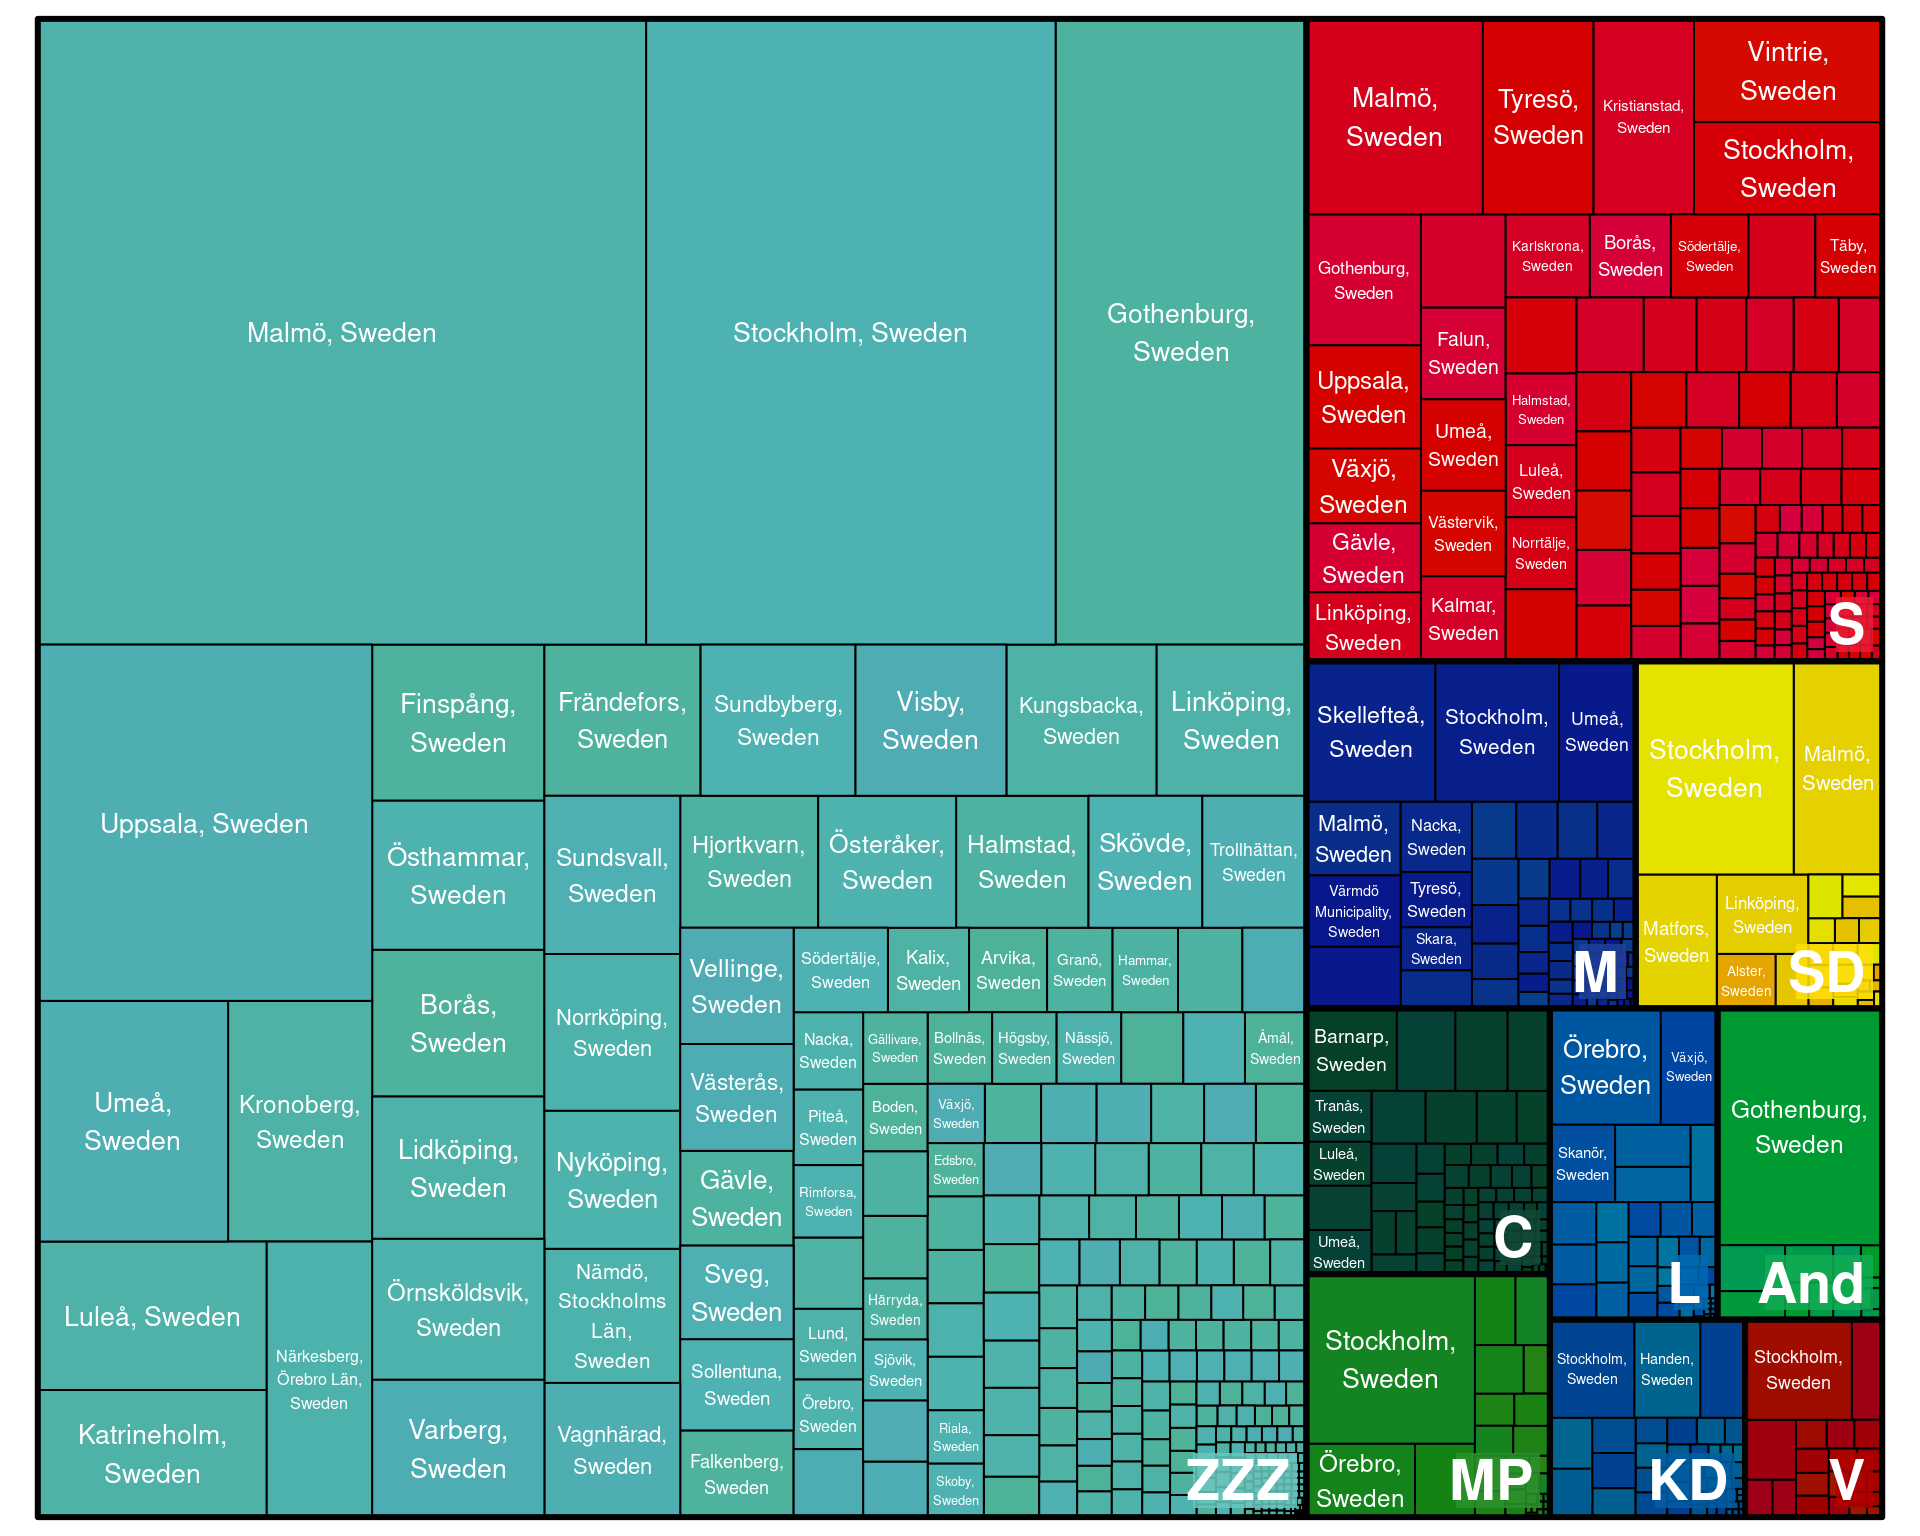 Malmö, Sweden
Stockholm, Sweden
Gothenburg,
Sweden
Uppsala, Sweden
Umeå,
Sweden
Kronoberg,
Sweden
Luleå, Sweden
Katrineholm,
Sweden
Närkesberg,
Örebro Län,
Sweden
Finspång,
Sweden
Östhammar,
Sweden
Borås,
Sweden
Lidköping,
Sweden
Örnsköldsvik,
Sweden
Varberg,
Sweden
Frändefors,
Sweden
Sundbyberg,
Sweden
Visby,
Sweden
Kungsbacka,
Sweden
Linköping,
Sweden
Sundsvall,
Sweden
Norrköping,
Sweden
Nyköping,
Sweden
Nämdö,
Stockholms
Län,
Sweden
Vagnhärad,
Sweden
Hjortkvarn,
Sweden
Österåker,
Sweden
Halmstad,
Sweden
Skövde,
Sweden
Trollhättan,
Sweden
Vellinge,
Sweden
Västerås,
Sweden
Gävle,
Sweden
Sveg,
Sweden
Sollentuna,
Sweden
Falkenberg,
Sweden
Södertälje,
Sweden
Kalix,
Sweden
Arvika,
Sweden
Granö,
Sweden
Hammar,
Sweden
Nacka,
Sweden
Piteå,
Sweden
Rimforsa,
Sweden
Lund,
Sweden
Örebro,
Sweden
Gällivare,
Sweden
Bollnäs,
Sweden
Högsby,
Sweden
Nässjö,
Sweden
Åmål,
Sweden
Boden,
Sweden
Härryda,
Sweden
Sjövik,
Sweden
Växjö,
Sweden
Edsbro,
Sweden
Riala,
Sweden
Skoby,
Sweden
ZZZ
Malmö,
Sweden
Tyresö,
Sweden
Kristianstad,
Sweden
Vintrie,
Sweden
Stockholm,
Sweden
Gothenburg,
Sweden
Uppsala,
Sweden
Växjö,
Sweden
Gävle,
Sweden
Linköping,
Sweden
Falun,
Sweden
Umeå,
Sweden
Västervik,
Sweden
Kalmar,
Sweden
Karlskrona,
Sweden
Borås,
Sweden
Södertälje,
Sweden
Täby,
Sweden
Halmstad,
Sweden
Luleå,
Sweden
Norrtälje,
Sweden
S
Skellefteå,
Sweden
Stockholm,
Sweden
Umeå,
Sweden
Malmö,
Sweden
Värmdö
Municipality,
Sweden
Nacka,
Sweden
Tyresö,
Sweden
Skara,
Sweden
M
Stockholm,
Sweden
Malmö,
Sweden
Matfors,
Sweden
Linköping,
Sweden
Alster,
Sweden
SD
Barnarp,
Sweden
Tranås,
Sweden
Luleå,
Sweden
Umeå,
Sweden
C
Örebro,
Sweden
Växjö,
Sweden
Skanör,
Sweden
L
Gothenburg,
Sweden
And
Stockholm,
Sweden
Örebro,
Sweden
MP
Stockholm,
Sweden
Handen,
Sweden
KD
Stockholm,
Sweden
V